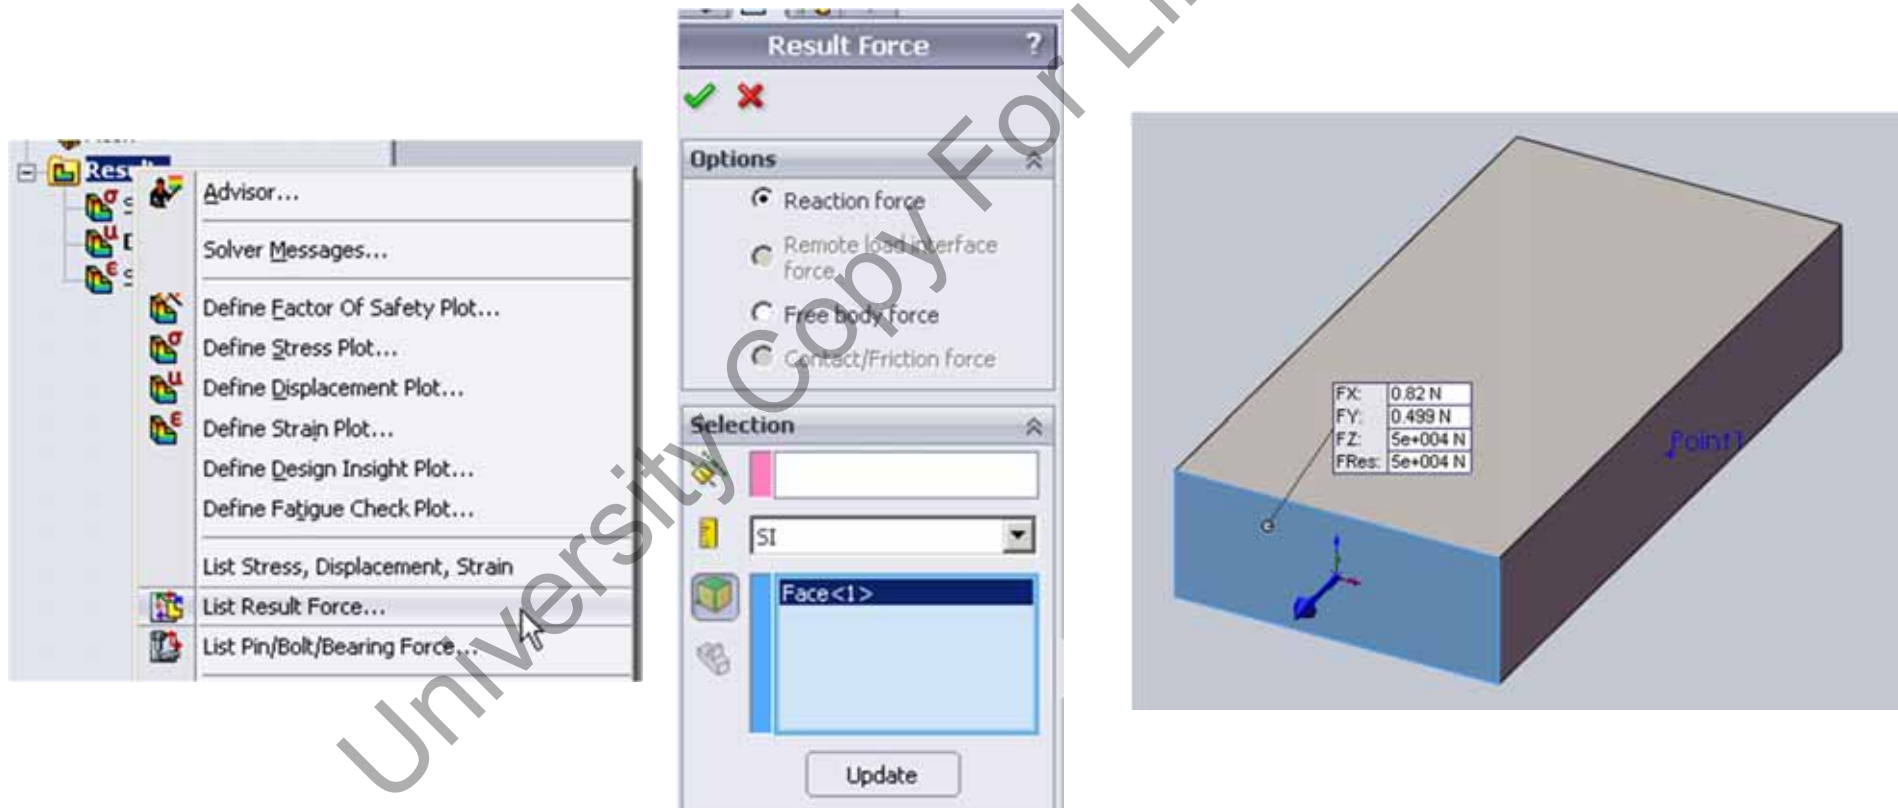 Advisor...
Solver Messages...
Define Factor Of Safety Plot...
Define Stress Plot...
Define Displacement Plot...
Define Strain Plot...
Define Design Insight Plot...
Define Fatigue Check Plot...
List Stress, Displacement, Strain
List Result Force...
List Pin/Bolt/Bearing Force...
Result Force ?
Options
Reaction force
Remote load interface
force
Free body force
Contact/Friction force
Selection
SI
Face<1>
Update
FX: 0.82 N
FY: 0.499 N
FZ: 5e+004 N
FRes: 5e+004 N
Point1
University Copy For